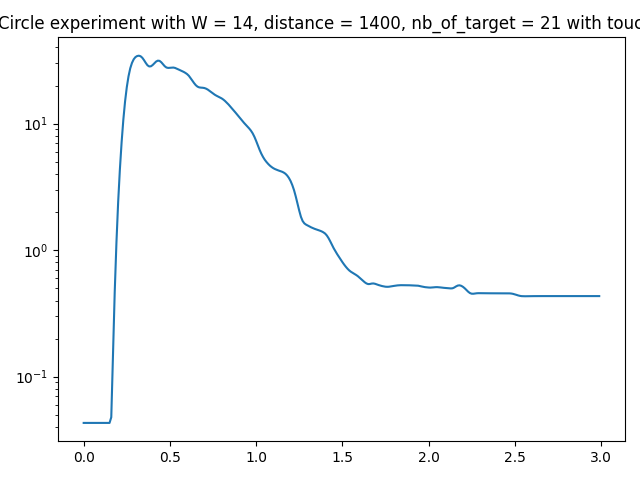 Circle experiment with W = 14, distance = 1400, nb_of_target = 21 with
10¹
10⁰
10⁻¹
0.0 0.5 1.0 1.5 2.0 2.5 3.0